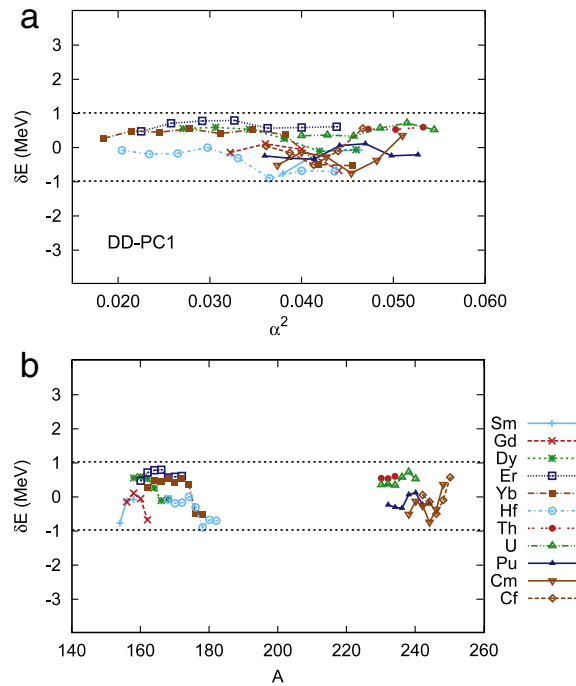 a
3
2
1
0
-1
-2
-3
δE (MeV)
DD-PC1
0.020 0.030 0.040 0.050 0.060
α²
b
3
2
1
0
-1
-2
-3
δE (MeV)
140 160 180 200 220 240 260
A
Sm
Gd
Dy
Er
Yb
Hf
Th
U
Pu
Cm
Cf